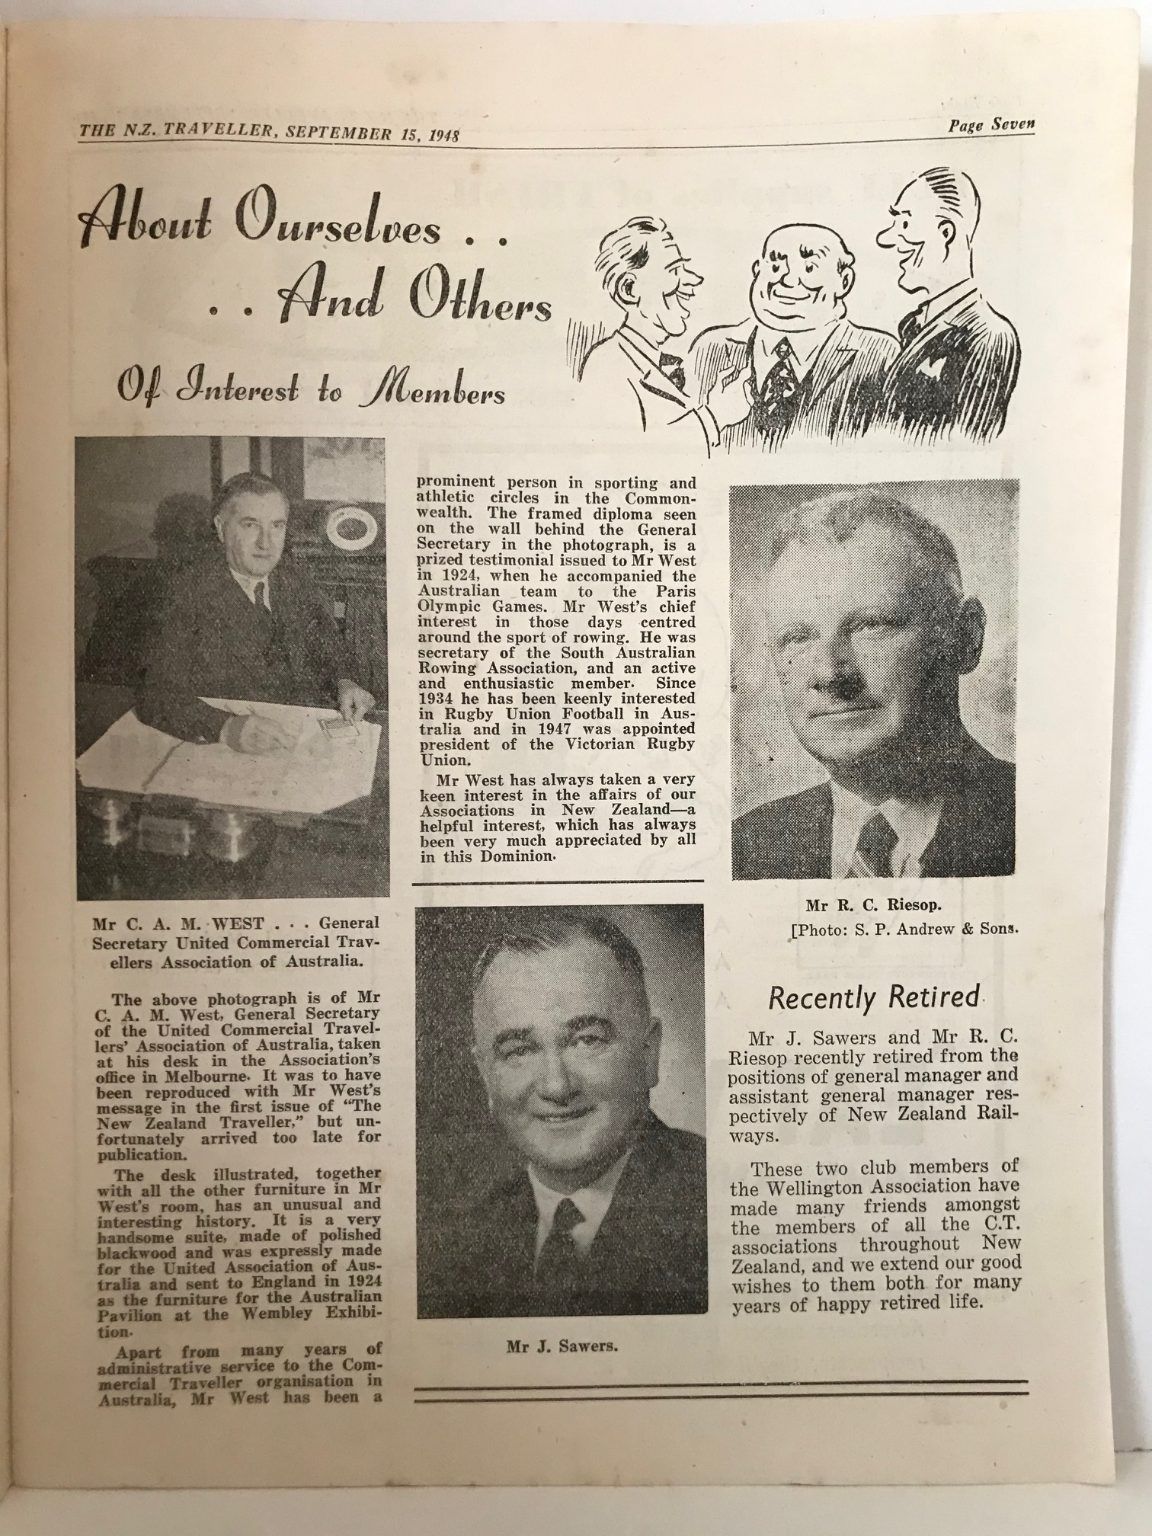 THE N.Z. TRAVELLER, SEPTEMBER 15, 1948
Page Seven
About Ourselves . .
. . And Others
Of Interest to Members
Mr C. A. M. WEST . . . General
Secretary United Commercial Trav-
ellers Association of Australia.
The above photograph is of Mr
C. A. M. West, General Secretary
of the United Commercial Travel-
lers' Association of Australia, taken
at his desk in the Association's
office in Melbourne. It was to have
been reproduced with Mr West's
message in the first issue of "The
New Zealand Traveller," but un-
fortunately arrived too late for
publication.
The desk illustrated, together
with all the other furniture in Mr
West's room, has an unusual and
interesting history. It is a very
handsome suite, made of polished
blackwood and was expressly made
for the United Association of Aus-
tralia and sent to England in 1924
as the furniture for the Australian
Pavilion at the Wembley Exhibi-
tion.
Apart from many years of
administrative service to the Com-
mercial Traveller organisation in
Australia, Mr West has been a
prominent person in sporting and
athletic circles in the Common-
wealth. The framed diploma seen
on the wall behind the General
Secretary in the photograph, is a
prized testimonial issued to Mr West
in 1924, when he accompanied the
Australian team to the Paris
Olympic Games. Mr West's chief
interest in those days centred
around the sport of rowing. He was
secretary of the South Australian
Rowing Association, and an active
and enthusiastic member. Since
1934 he has been keenly interested
in Rugby Union Football in Aus-
tralia and in 1947 was appointed
president of the Victorian Rugby
Union.
Mr West has always taken a very
keen interest in the affairs of our
Associations in New Zealand—a
helpful interest, which has always
been very much appreciated by all
in this Dominion.
Mr J. Sawers.
Mr R. C. Riesop.
[Photo: S. P. Andrew & Sons.
Recently Retired
Mr J. Sawers and Mr R. C.
Riesop recently retired from the
positions of general manager and
assistant general manager res-
pectively of New Zealand Rail-
ways.
These two club members of
the Wellington Association have
made many friends amongst
the members of all the C.T.
associations throughout New
Zealand, and we extend our good
wishes to them both for many
years of happy retired life.